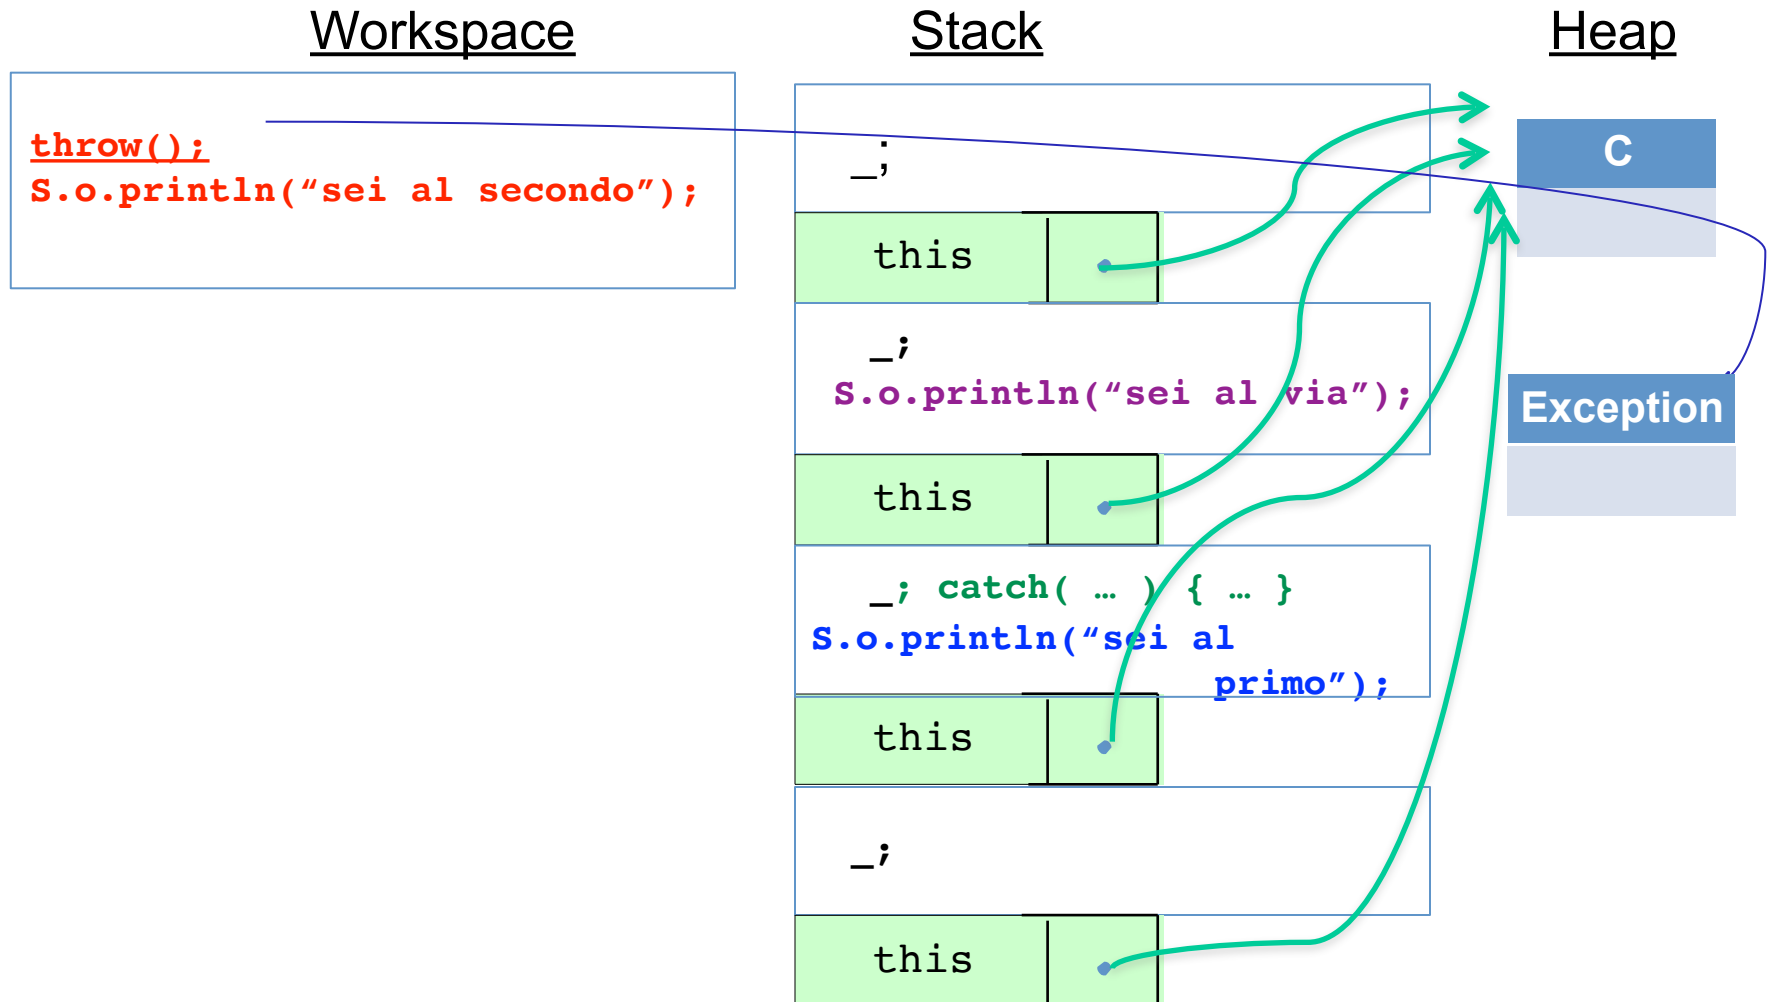 Workspace
Stack
Heap
throw();
S.o.println(“sei al secondo”);
_;
this
_;
S.o.println(“sei al via”);
this
_; catch( … ) { … }
S.o.println(“sei al
primo”);
this
_;
this
C
Exception